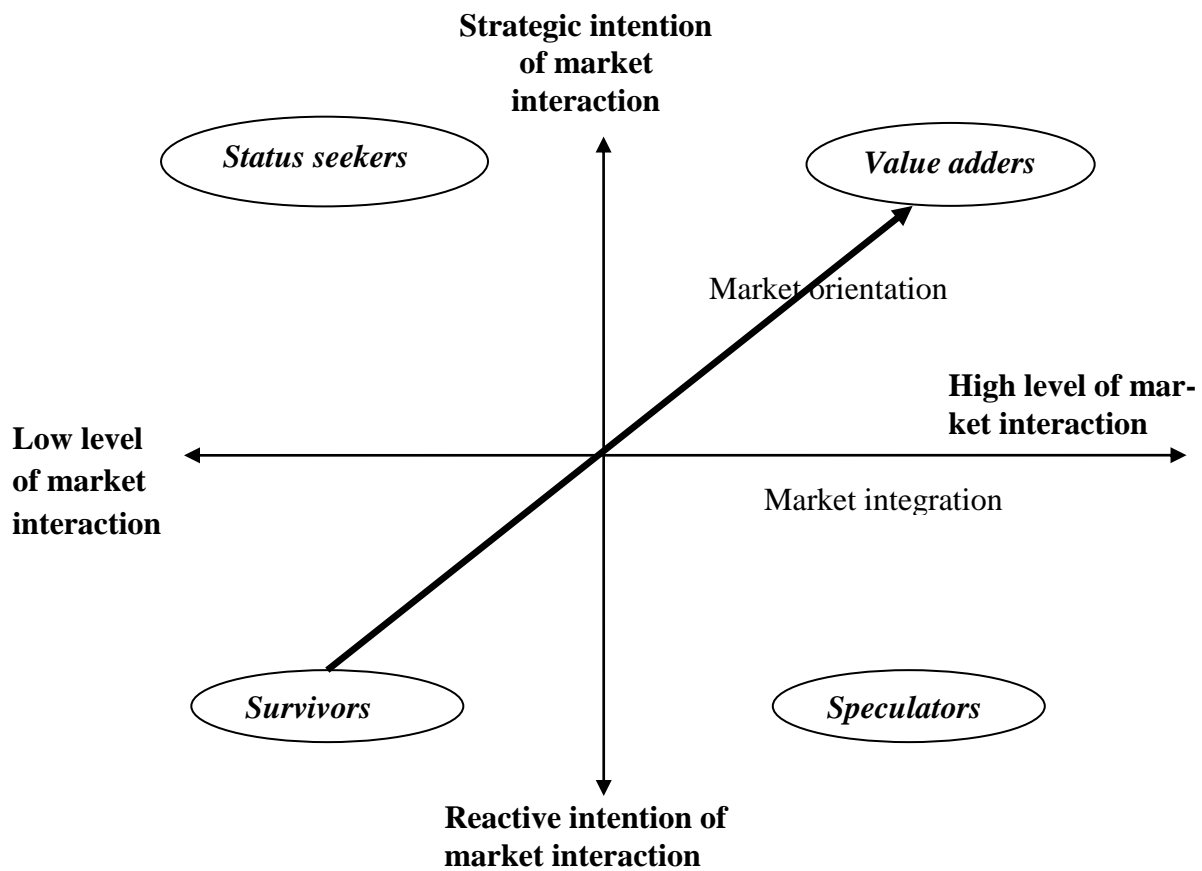 Strategic intention
of market
interaction
Status seekers
Value adders
Market orientation
High level of mar-
ket interaction
Low level
of market
interaction
Market integration
Survivors
Speculators
Reactive intention of
market interaction